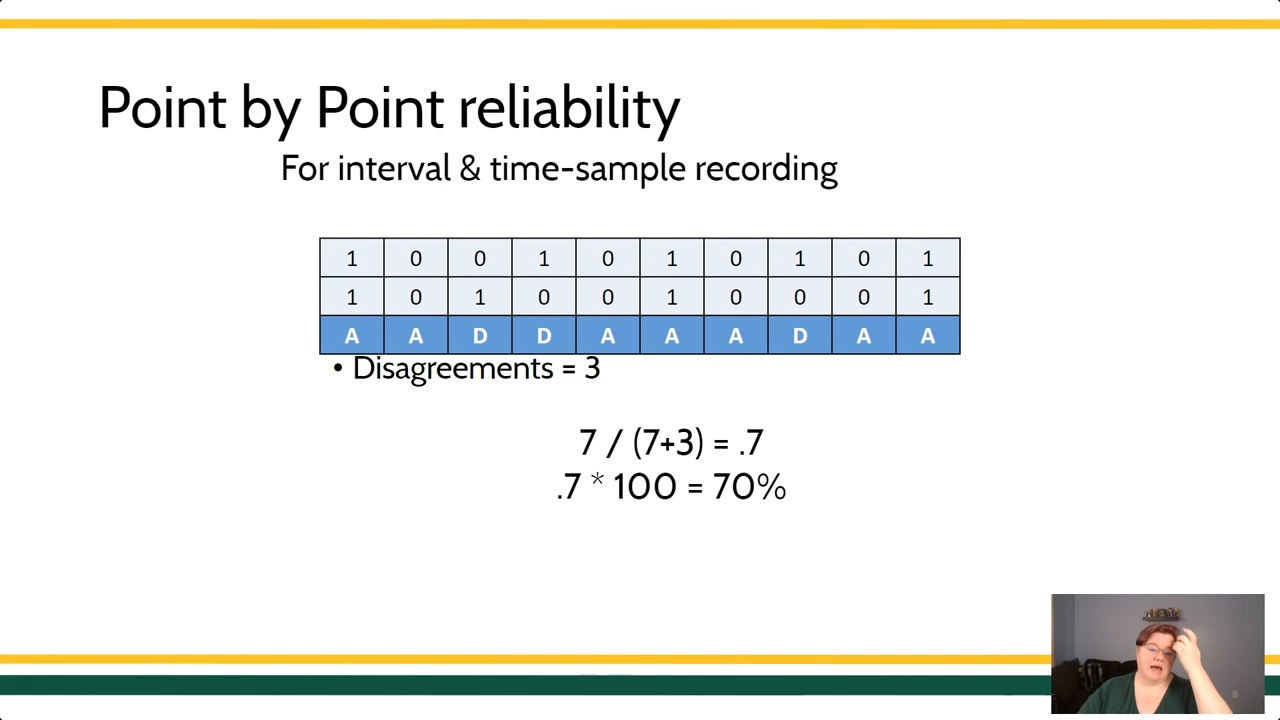 Point by Point reliability
For interval & time-sample recording
1 0 0 1 0 1 0 1 0 1
1 0 1 0 0 1 0 0 0 1
A A D D A A A D A A
• Disagreements = 3
7 / (7+3) = .7
.7 * 100 = 70%